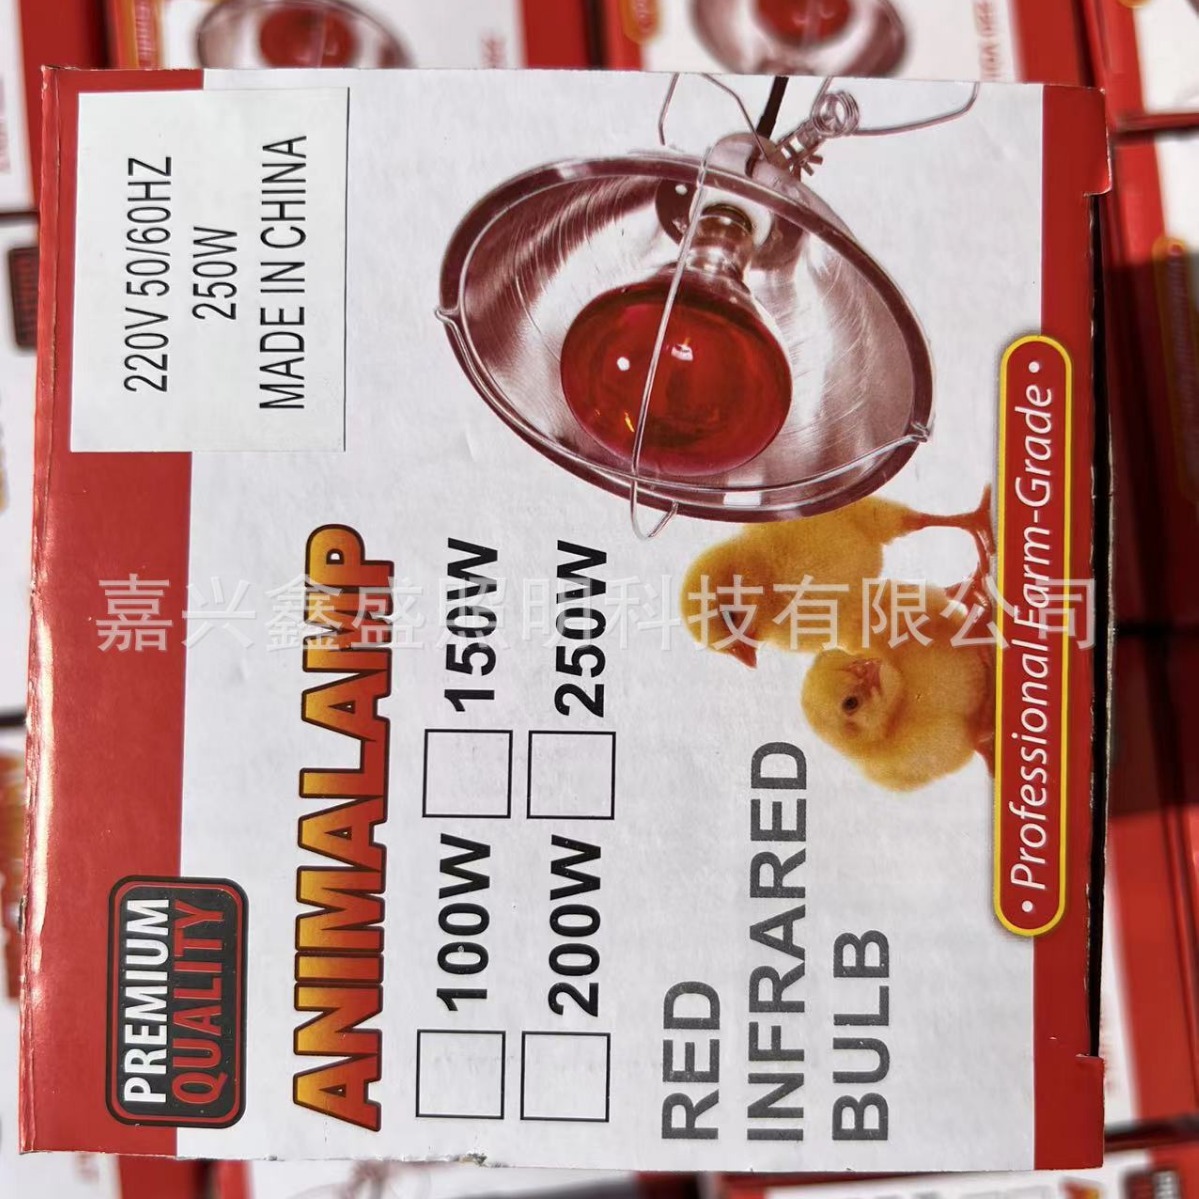 220V 50/60HZ
250W
MADE IN CHINA
PREMIUM
QUALITY
ANIMALAMP
100W 150W
200W 250W
RED
INFRARED
BULB
• Professional Farm-Grade •
嘉兴鑫盛照明科技有限公司